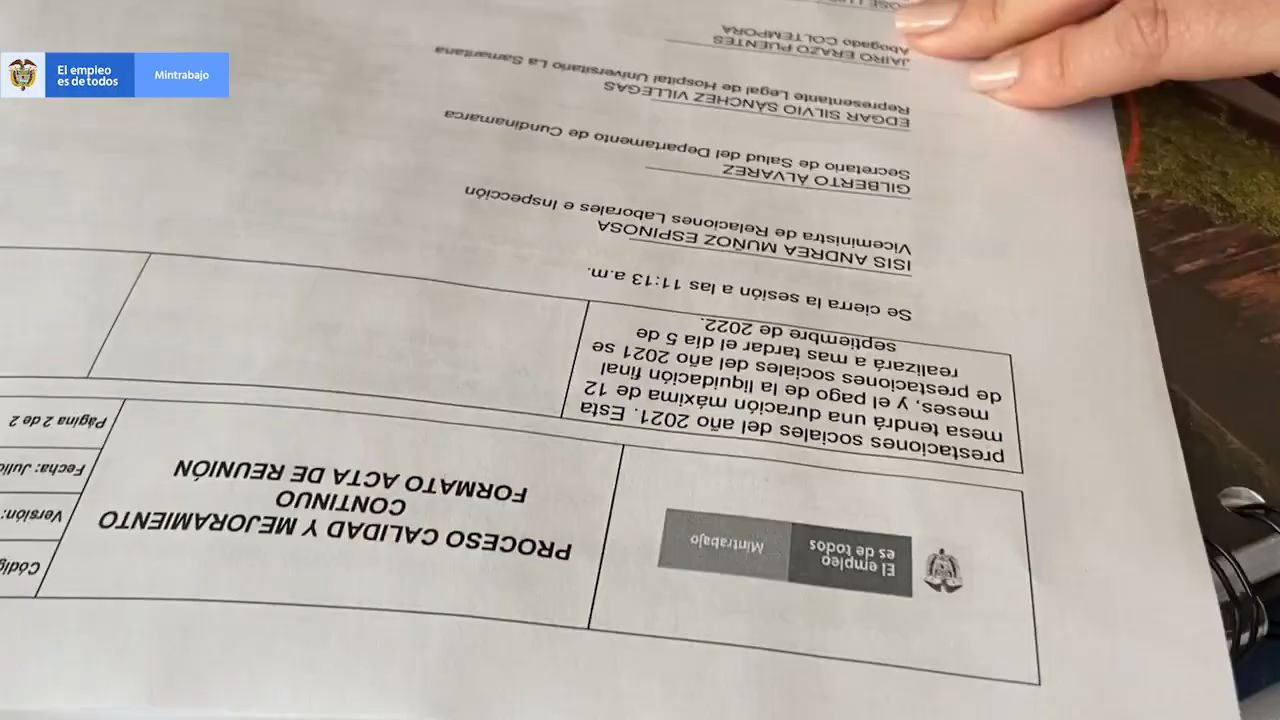 El empleo
es de todos
Mintrabajo
El empleo
es de todos
Mintrabajo
PROCESO CALIDAD Y MEJORAMIENTO
CONTINUO
FORMATO ACTA DE REUNIÓN
Versión:
Fecha:
Página 2 de 2
prestaciones sociales del año 2021. Esta
mesa tendrá una duración máxima de 12
meses, y el pago de la liquidación final
de prestaciones sociales del año 2021 se
realizará a mas tardar el día 5 de
septiembre de 2022.
Se cierra la sesión a las 11:13 a.m.
ISIS ANDREA MUÑOZ ESPINOSA
Viceministra de Relaciones Laborales e Inspección
GILBERTO ÁLVAREZ
Secretario de Salud del Departamento de Cundinamarca
EDGAR SILVIO SÁNCHEZ VILLEGAS
Representante Legal de Hospital Universitario La Samaritana
JAIRO ERAZO PUENTES
Abogado COLTEMPORA